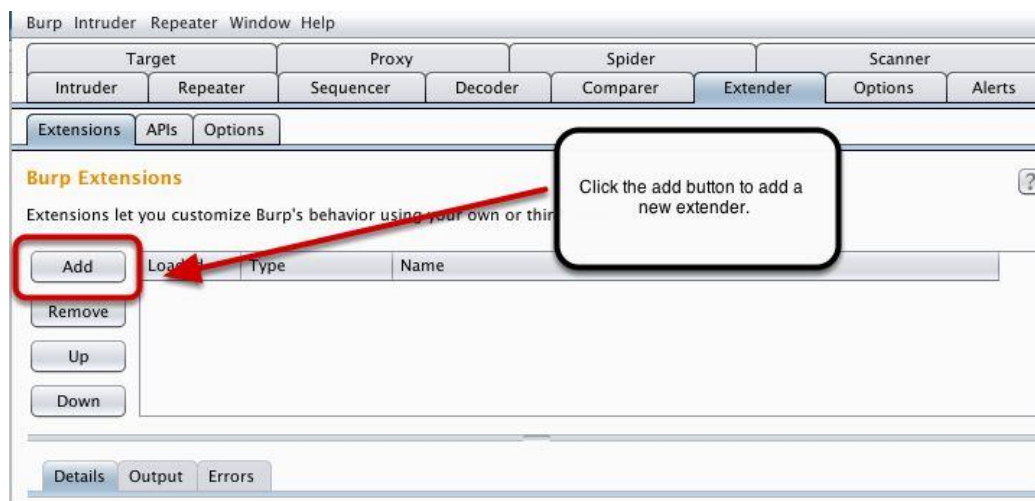 Burp Intruder Repeater Window Help
Target Proxy Spider Scanner
Intruder Repeater Sequencer Decoder Comparer Extender Options Alerts
Extensions APIs Options
Burp Extensions
?
Click the add button to add a
new extender.
Extensions let you customize Burp's behavior using your own or
Add Loaded Type Name
Remove
Up
Down
Details Output Errors